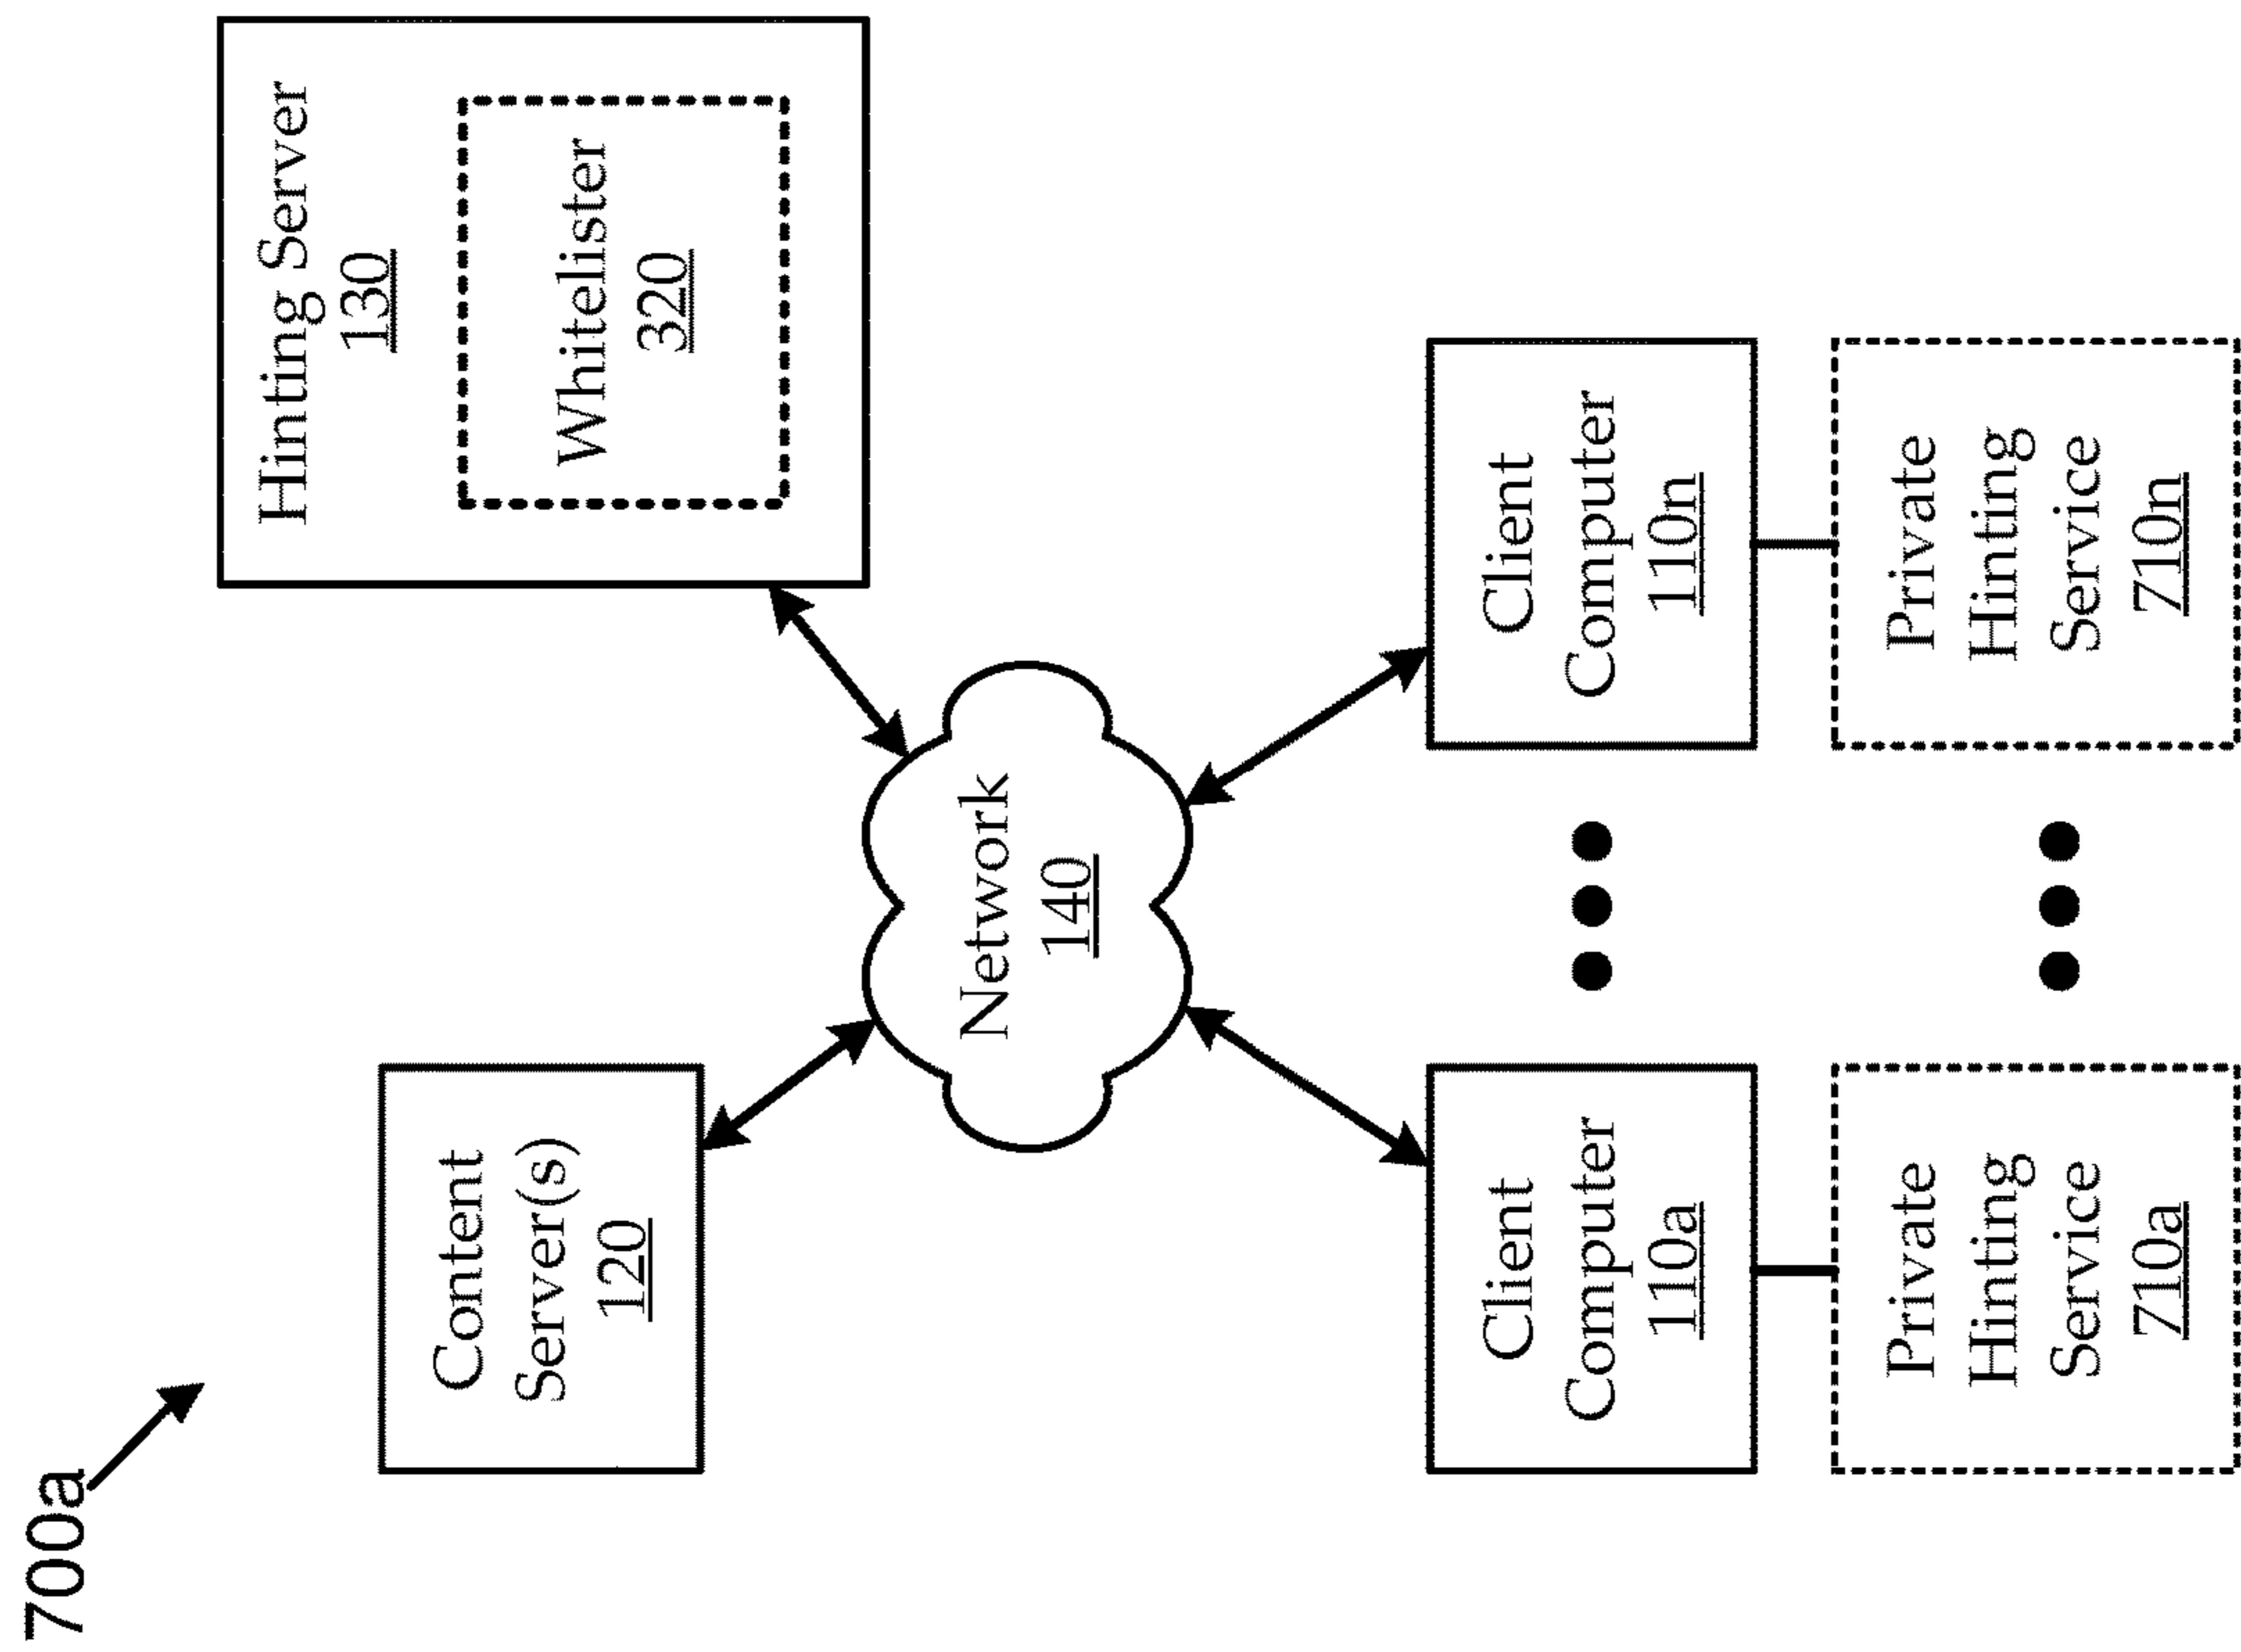 700a
Content
Server(s)
120
Hinting Server
130
Whitelister
320
Network
140
Client
Computer
110a
Client
Computer
110n
Private
Hinting
Service
710a
Private
Hinting
Service
710n